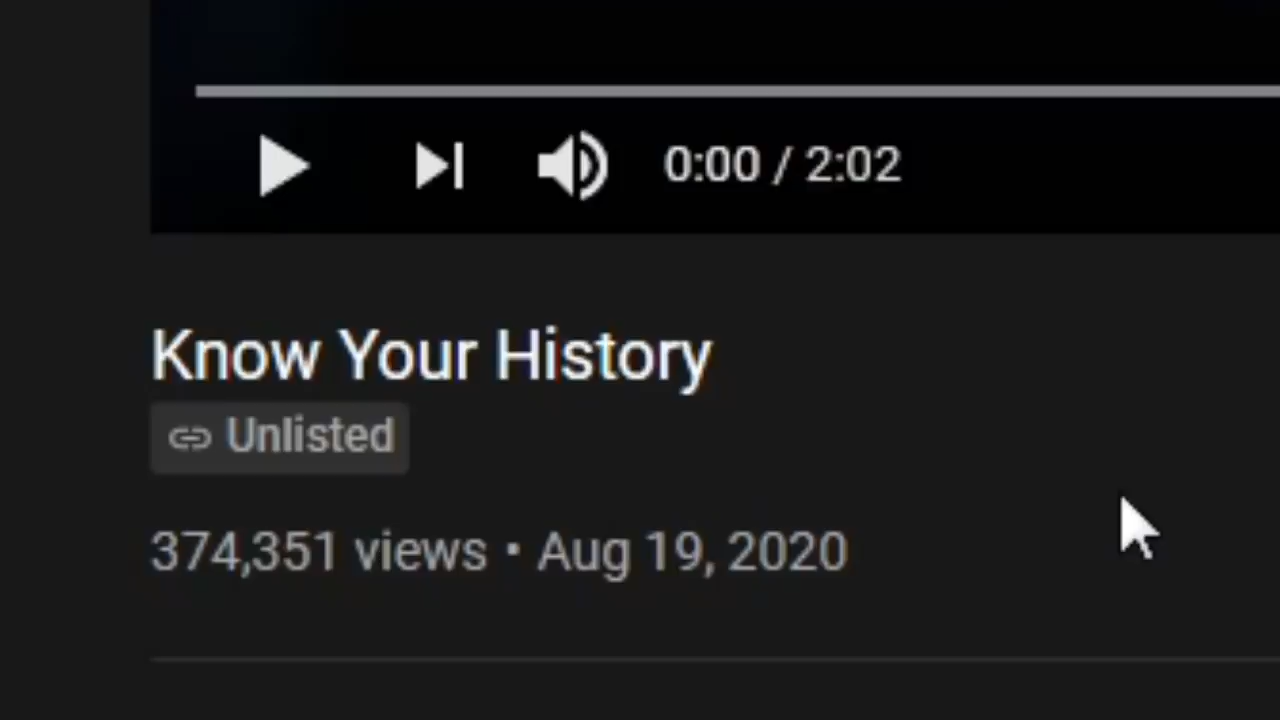 0:00 / 2:02
Know Your History
Unlisted
374,351 views • Aug 19, 2020